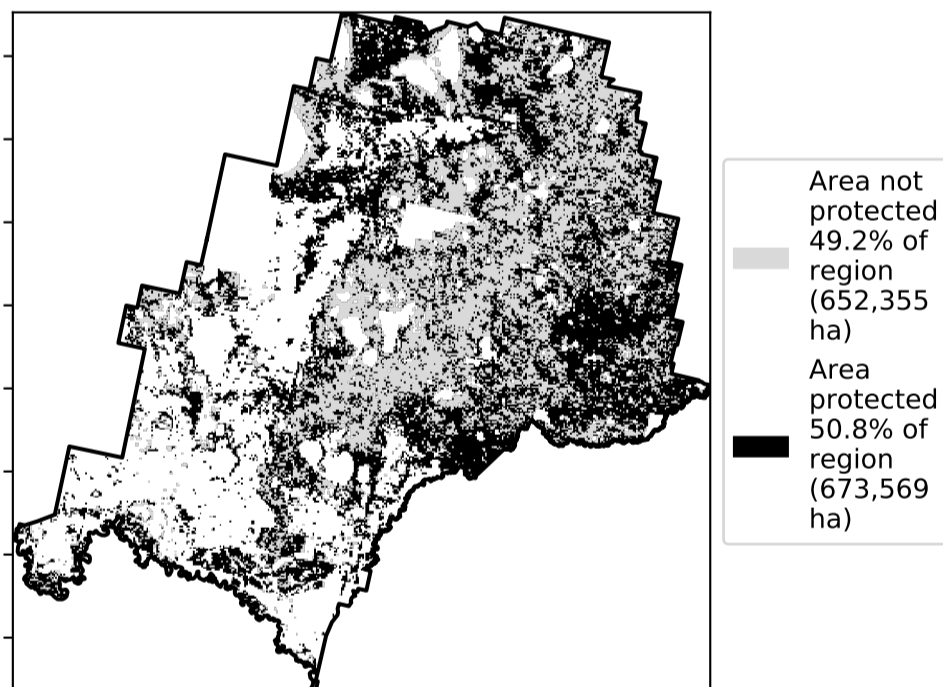 Area not
protected
49.2% of
region
(652,355
ha)
Area
protected
50.8% of
region
(673,569
ha)